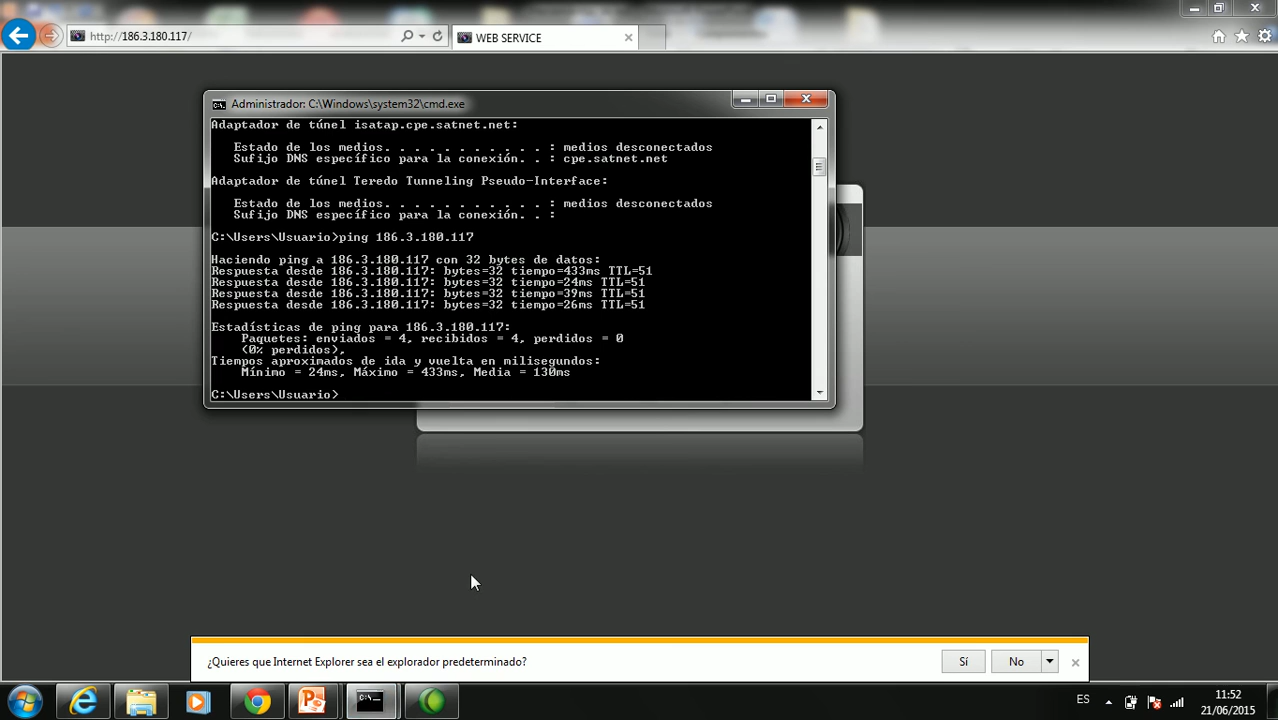 http://186.3.180.117/
WEB SERVICE
Administrador: C:\Windows\system32\cmd.exe
Adaptador de túnel isatap.cpe.satnet.net:
Estado de los medios. . . . . . . . . . . : medios desconectados
Sufijo DNS específico para la conexión. . : cpe.satnet.net
Adaptador de túnel Teredo Tunneling Pseudo-Interface:
Estado de los medios. . . . . . . . . . . : medios desconectados
Sufijo DNS específico para la conexión. . :
C:\Users\Usuario>ping 186.3.180.117
Haciendo ping a 186.3.180.117 con 32 bytes de datos:
Respuesta desde 186.3.180.117: bytes=32 tiempo=433ms TTL=51
Respuesta desde 186.3.180.117: bytes=32 tiempo=24ms TTL=51
Respuesta desde 186.3.180.117: bytes=32 tiempo=39ms TTL=51
Respuesta desde 186.3.180.117: bytes=32 tiempo=26ms TTL=51
Estadísticas de ping para 186.3.180.117:
Paquetes: enviados = 4, recibidos = 4, perdidos = 0
(0% perdidos),
Tiempos aproximados de ida y vuelta en milisegundos:
Mínimo = 24ms, Máximo = 433ms, Media = 130ms
C:\Users\Usuario>
¿Quieres que Internet Explorer sea el explorador predeterminado?
Sí
No
ES
11:52
21/06/2015